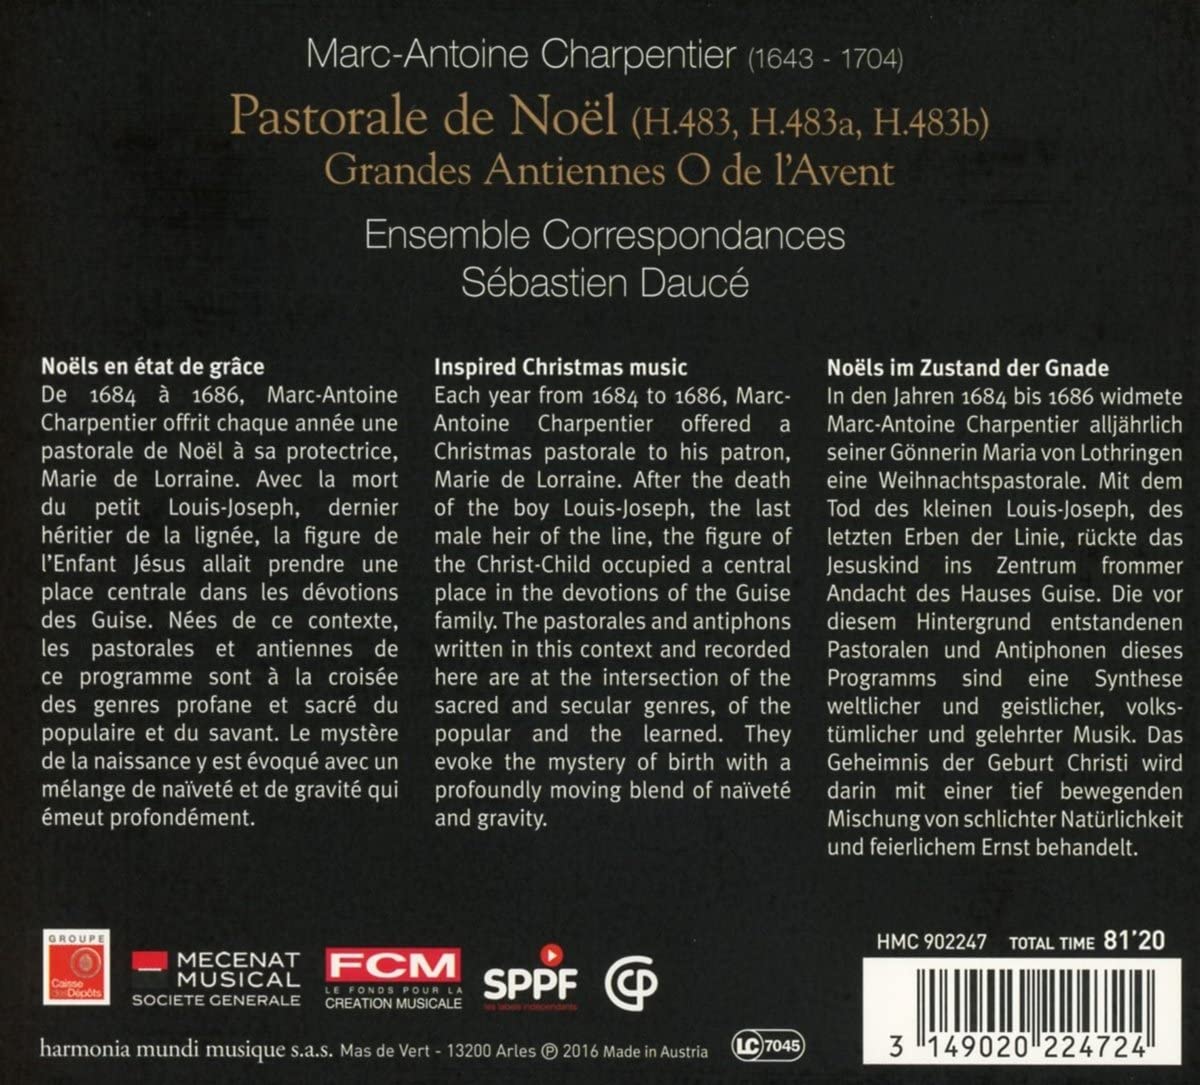 Marc-Antoine Charpentier (1643 - 1704)
Pastorale de Noël (H.483, H.483a, H.483b)
Grandes Antiennes O de l'Avent
Ensemble Correspondances
Sébastien Daucé
Noëls en état de grâce
De 1684 à 1686, Marc-Antoine
Charpentier offrit chaque année une
pastorale de Noël à sa protectrice,
Marie de Lorraine. Avec la mort
du petit Louis-Joseph, dernier
héritier de la lignée, la figure de
l'Enfant Jésus allait prendre une
place centrale dans les dévotions
des Guise. Nées de ce contexte,
les pastorales et antiennes de
ce programme sont à la croisée
des genres profane et sacré du
populaire et du savant. Le mystère
de la naissance y est évoqué avec un
mélange de naïveté et de gravité qui
émeut profondément.
Inspired Christmas music
Each year from 1684 to 1686, Marc-
Antoine Charpentier offered a
Christmas pastorale to his patron,
Marie de Lorraine. After the death
of the boy Louis-Joseph, the last
male heir of the line, the figure of
the Christ-Child occupied a central
place in the devotions of the Guise
family. The pastorales and antiphons
written in this context and recorded
here are at the intersection of the
sacred and secular genres, of the
popular and the learned. They
evoke the mystery of birth with a
profoundly moving blend of naïveté
and gravity.
Noëls im Zustand der Gnade
In den Jahren 1684 bis 1686 widmete
Marc-Antoine Charpentier alljährlich
seiner Gönnerin Maria von Lothringen
eine Weihnachtspastorale. Mit dem
Tod des kleinen Louis-Joseph, des
letzten Erben der Linie, rückte das
Jesuskind ins Zentrum frommer
Andacht des Hauses Guise. Die vor
diesem Hintergrund entstandenen
Pastoralen und Antiphonen dieses
Programms sind eine Synthese
weltlicher und geistlicher, volks-
tümlicher und gelehrter Musik. Das
Geheimnis der Geburt Christi wird
darin mit einer tief bewegenden
Mischung von schlichter Natürlichkeit
und feierlichem Ernst behandelt.
GROUPE
Caisse
des Dépôts
MECENAT
MUSICAL
SOCIETE GENERALE
FCM
LE FONDS POUR LA
CREATION MUSICALE
SPPF
les labels indépendants
HMC 902247 TOTAL TIME 81'20
3 149020 224724
harmonia mundi musique s.a.s. Mas de Vert - 13200 Arles ℗ 2016 Made in Austria
LC 7045